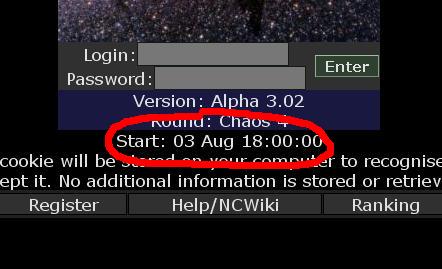 Login:
Password:
Enter
Version: Alpha 3.02
Round: Chaos 4
Start: 03 Aug 18:00:00
cookie will be stored on your computer to recognise
ept it. No additional information is stored or retriev
Register Help/NCWiki Ranking